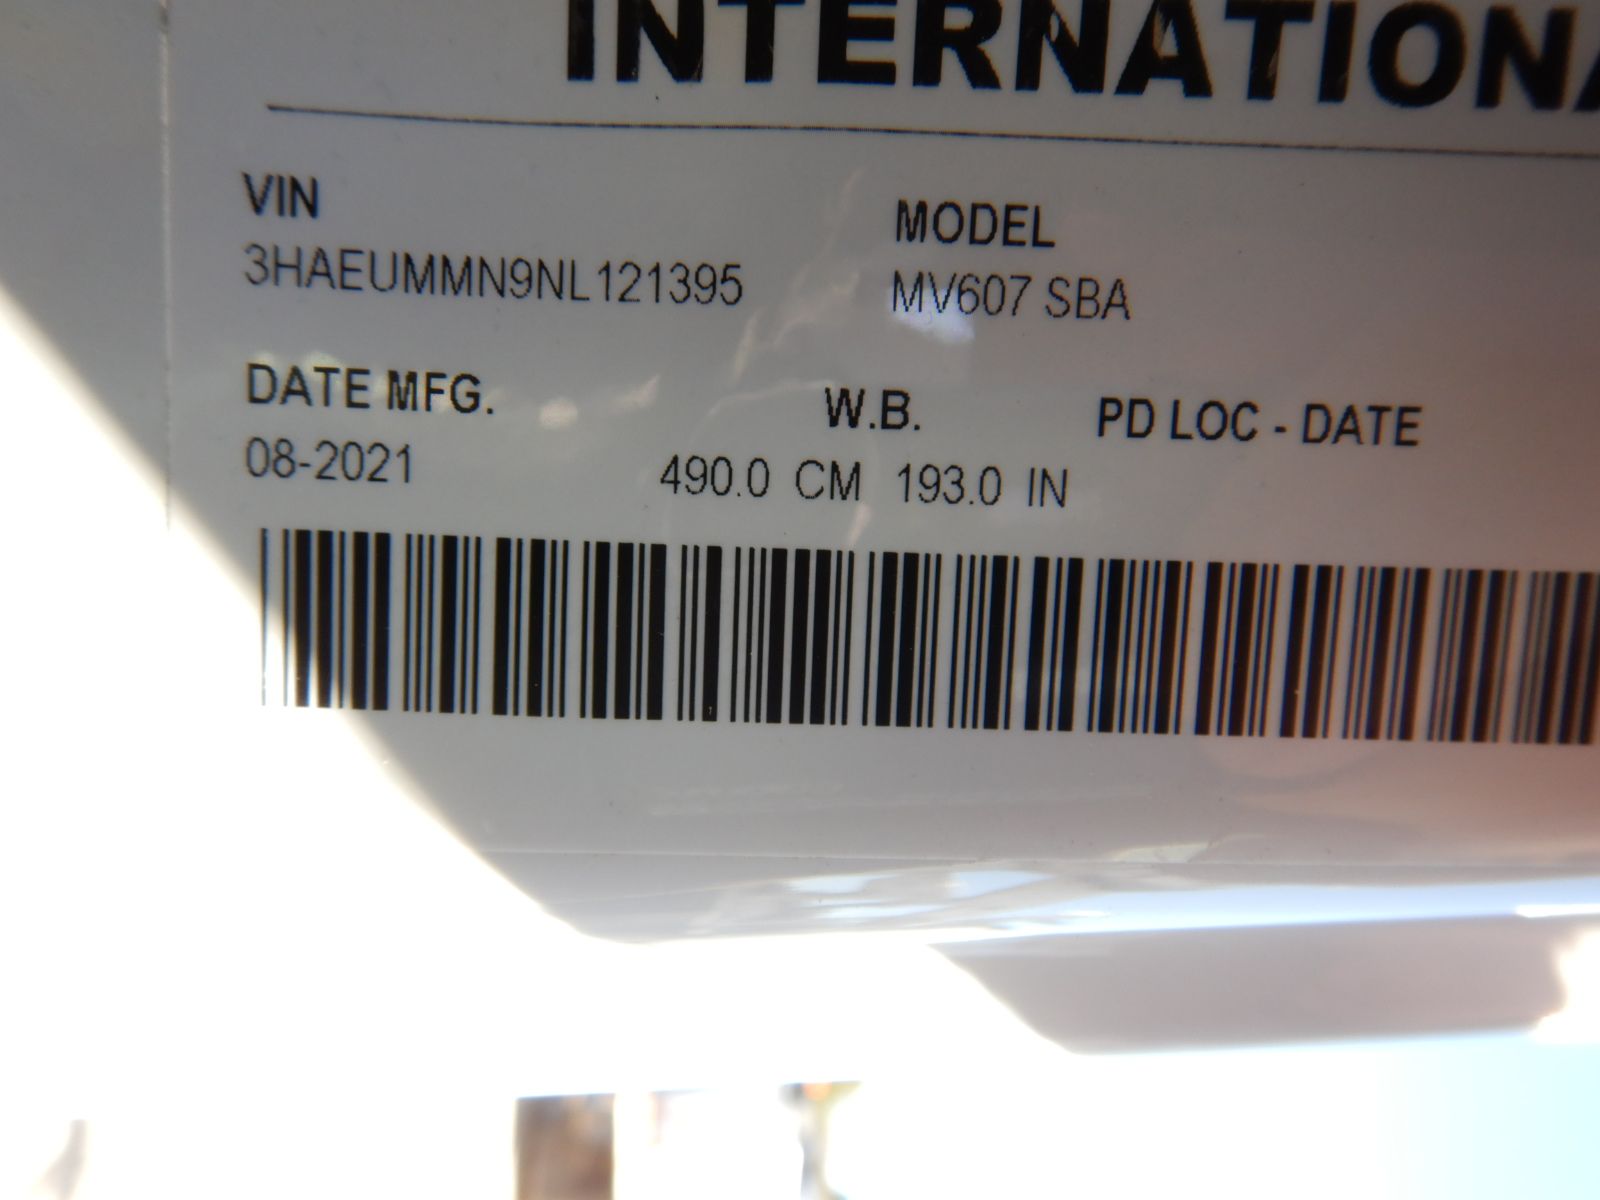 INTERNATIONA
VIN
3HAEUMMN9NL121395
MODEL
MV607 SBA
DATE MFG.
08-2021
W.B.
490.0 CM 193.0 IN
PD LOC - DATE